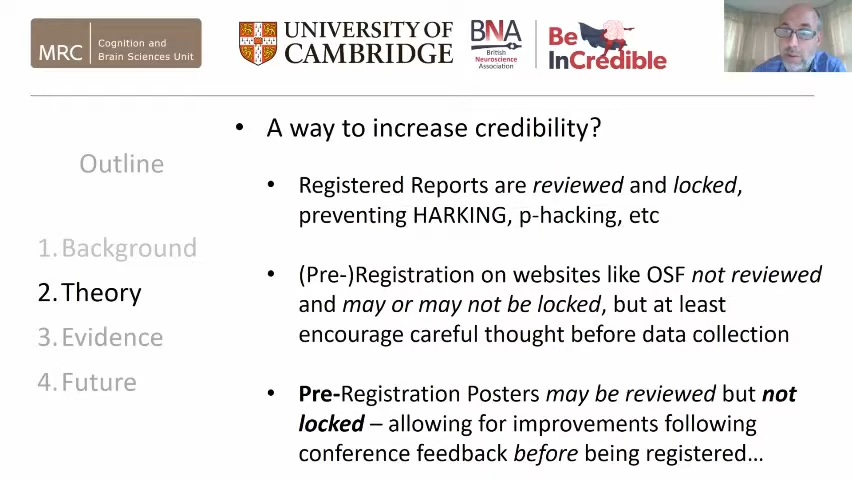 MRC Cognition and
Brain Sciences Unit
UNIVERSITY OF
CAMBRIDGE
BNA
British
Neuroscience
Association
Be
InCredible
Outline
1. Background
2. Theory
3. Evidence
4. Future
• A way to increase credibility?
• Registered Reports are reviewed and locked,
preventing HARKING, p-hacking, etc
• (Pre-)Registration on websites like OSF not reviewed
and may or may not be locked, but at least
encourage careful thought before data collection
• Pre-Registration Posters may be reviewed but not
locked – allowing for improvements following
conference feedback before being registered…